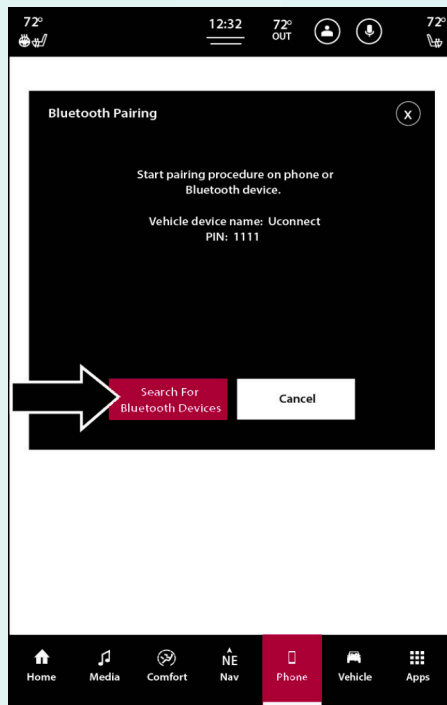 72° 12:32 72° 72°
OUT
Bluetooth Pairing X
Start pairing procedure on phone or
Bluetooth device.
Vehicle device name: Uconnect
PIN: 1111
Search For
Bluetooth Devices
Cancel
NE
Home Media Comfort Nav Phone Vehicle Apps